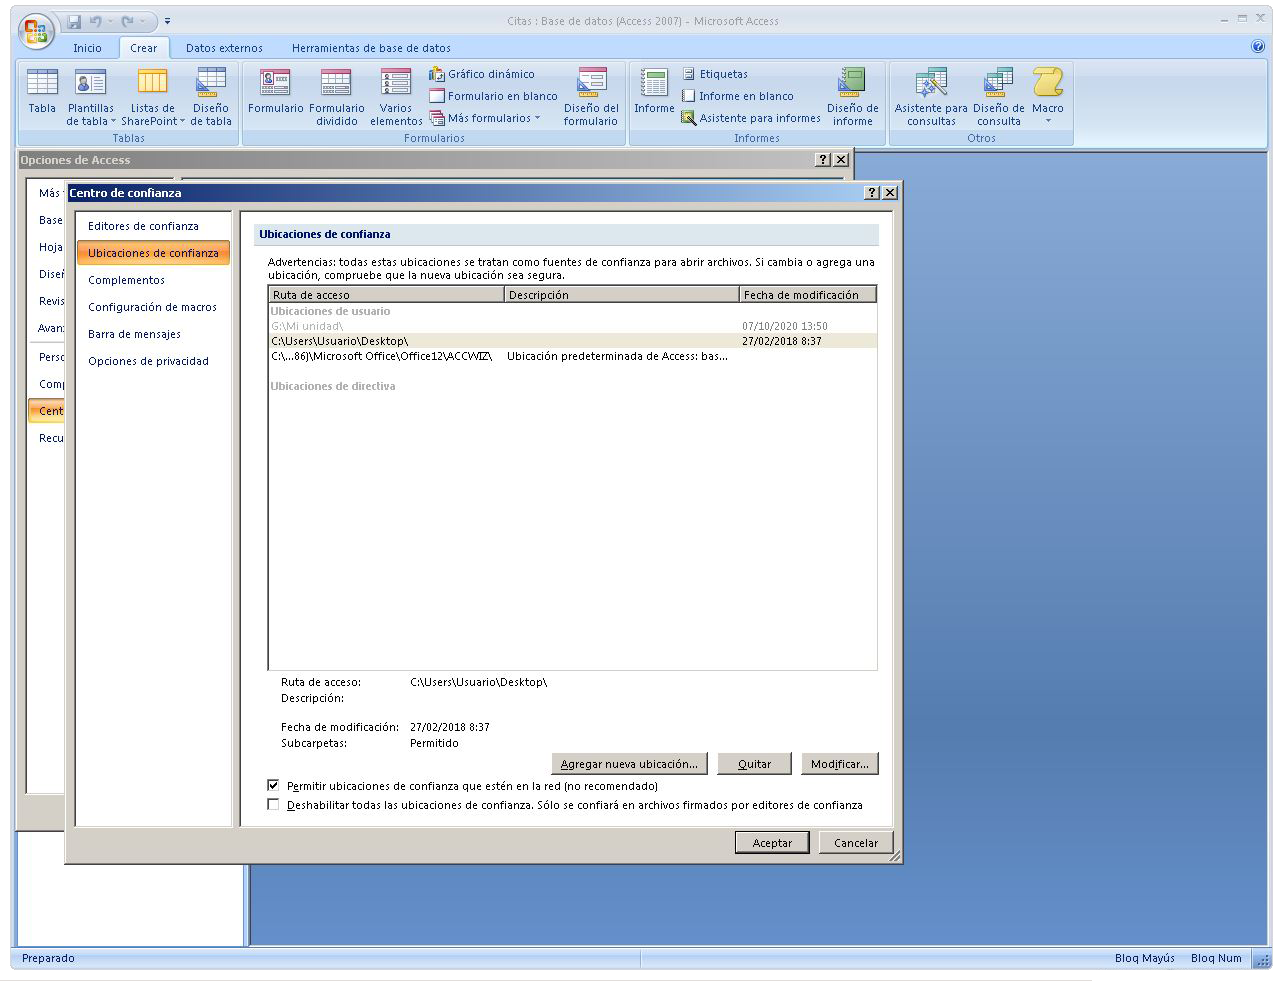 Citas : Base de datos (Access 2007) - Microsoft Access
Inicio Crear Datos externos Herramientas de base de datos
Tabla
Plantillas de tabla
Listas de SharePoint
Diseño de tabla
Tablas
Formulario
Formulario dividido
Varios elementos
Gráfico dinámico
Formulario en blanco
Más formularios
Diseño del formulario
Formularios
Informe
Etiquetas
Informe en blanco
Asistente para informes
Diseño de informe
Informes
Asistente para consultas
Diseño de consulta
Macro
Otros
Opciones de Access
Más
Base
Hoja
Diseñ
Revis
Avan
Perso
Comp
Cent
Recu
Centro de confianza
Editores de confianza
Ubicaciones de confianza
Complementos
Configuración de macros
Barra de mensajes
Opciones de privacidad
Ubicaciones de confianza
Advertencias: todas estas ubicaciones se tratan como fuentes de confianza para abrir archivos. Si cambia o agrega una
ubicación, compruebe que la nueva ubicación sea segura.
Ruta de acceso Descripción Fecha de modificación
Ubicaciones de usuario
G:\Mi unidad\ 07/10/2020 13:50
C:\Users\Usuario\Desktop\ 27/02/2018 8:37
C:\...86)\Microsoft Office\Office12\ACCWIZ\ Ubicación predeterminada de Access: bas...
Ubicaciones de directiva
Ruta de acceso: C:\Users\Usuario\Desktop\
Descripción:
Fecha de modificación: 27/02/2018 8:37
Subcarpetas: Permitido
Agregar nueva ubicación... Quitar Modificar...
Permitir ubicaciones de confianza que estén en la red (no recomendado)
Deshabilitar todas las ubicaciones de confianza. Sólo se confiará en archivos firmados por editores de confianza
Aceptar Cancelar
Preparado Bloq Mayús Bloq Num